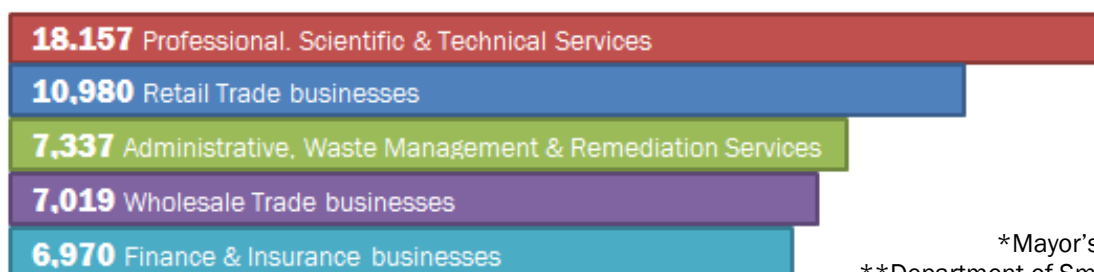 18.157 Professional. Scientific & Technical Services
10,980 Retail Trade businesses
7,337 Administrative, Waste Management & Remediation Services
7,019 Wholesale Trade businesses
6,970 Finance & Insurance businesses
*Mayor's
**Department of